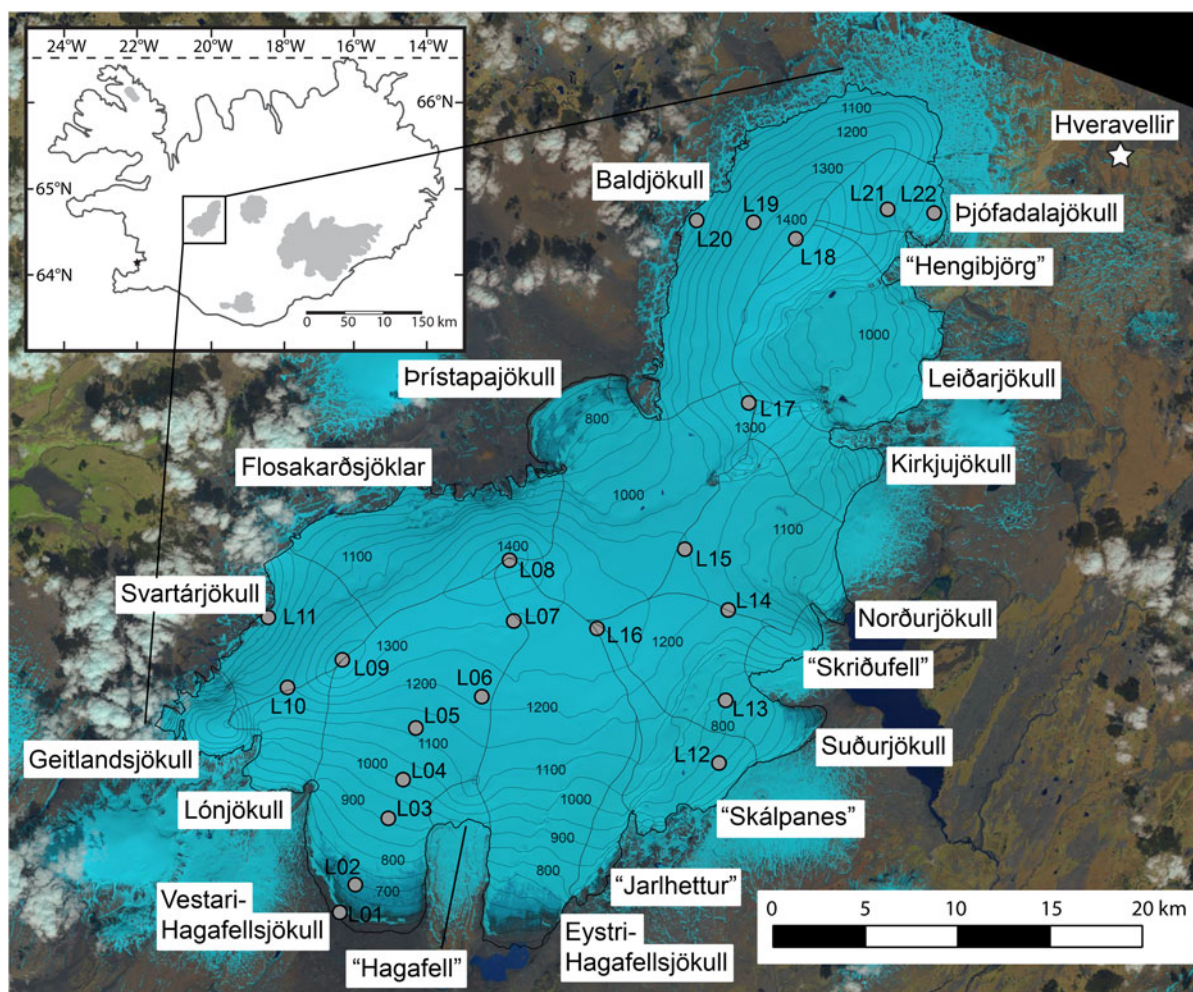 24°W 22°W 20°W 18°W 16°W 14°W
66°N
65°N
64°N
0 50 100 150 km
Hveravellir
1100
1200
1300
Baldjökull
L19
L21
L22
Þjófadalajökull
1400
L20
L18
“Hengibjörg”
1000
Þrístapajökull
Leiðarjökull
L17
800
1300
Flosakarðsjöklar
Kirkjujökull
1000
1100
1400
1100
L08
L15
Svartárjökull
L11
L07
L14
L16
Norðurjökull
1300
1200
L09
“Skriðufell”
L06
1200
L10
L05
1200
L13
800
Geitlandsjökull
1100
Suðurjökull
L12
1000
L04
1100
Lónjökull
900
L03
1000
“Skálpanes”
900
800
L02
800
“Jarlhettur”
700
Vestari-
Hagafellsjökull
L01
0 5 10 15 20 km
“Hagafell”
Eystri-
Hagafellsjökull